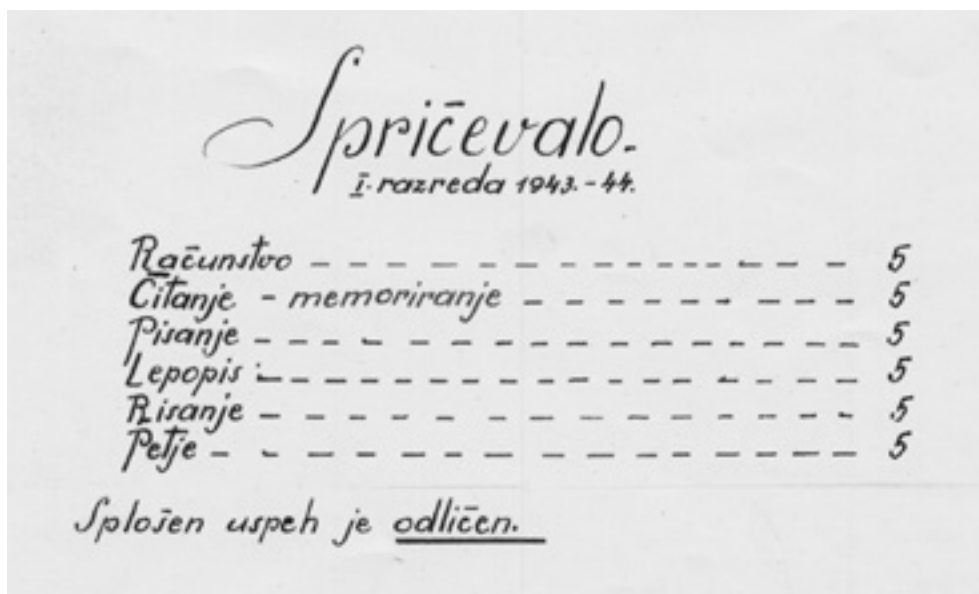 Spričevalo.
I. razreda 1943.-44.
Računstvo - - - - - - - - - - - - - 5
Čitanje - memoriranje - - - - - - - - 5
Pisanje - - - - - - - - - - - - - - - 5
Lepopis - - - - - - - - - - - - - - - 5
Risanje - - - - - - - - - - - - - - 5
Petje - - - - - - - - - - - - - - - 5
Splošen uspeh je odličen.